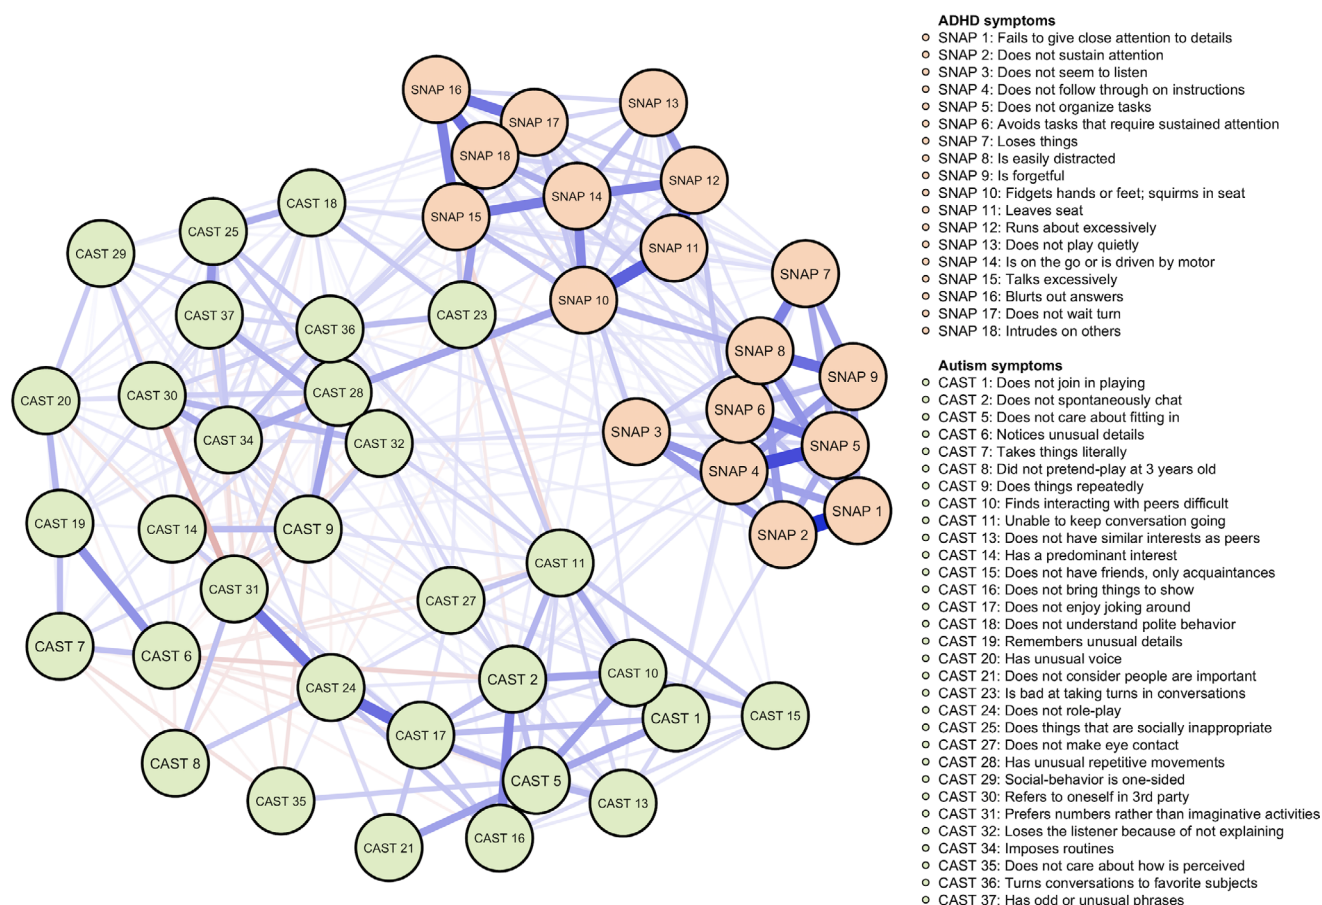 SNAP 16
SNAP 13
SNAP 17
SNAP 18
SNAP 12
SNAP 14
CAST 18
SNAP 15
CAST 25
SNAP 11
CAST 29
SNAP 7
SNAP 10
CAST 37
CAST 23
CAST 36
SNAP 8
SNAP 9
CAST 28
CAST 30
CAST 20
SNAP 6
SNAP 3
CAST 34
CAST 32
SNAP 5
SNAP 4
SNAP 1
CAST 19
CAST 14
CAST 9
SNAP 2
CAST 11
CAST 31
CAST 27
CAST 7
CAST 6
CAST 10
CAST 2
CAST 24
CAST 15
CAST 1
CAST 17
CAST 8
CAST 5
CAST 35
CAST 13
CAST 16
CAST 21
ADHD symptoms
SNAP 1: Fails to give close attention to details
SNAP 2: Does not sustain attention
SNAP 3: Does not seem to listen
SNAP 4: Does not follow through on instructions
SNAP 5: Does not organize tasks
SNAP 6: Avoids tasks that require sustained attention
SNAP 7: Loses things
SNAP 8: Is easily distracted
SNAP 9: Is forgetful
SNAP 10: Fidgets hands or feet; squirms in seat
SNAP 11: Leaves seat
SNAP 12: Runs about excessively
SNAP 13: Does not play quietly
SNAP 14: Is on the go or is driven by motor
SNAP 15: Talks excessively
SNAP 16: Blurts out answers
SNAP 17: Does not wait turn
SNAP 18: Intrudes on others
Autism symptoms
CAST 1: Does not join in playing
CAST 2: Does not spontaneously chat
CAST 5: Does not care about fitting in
CAST 6: Notices unusual details
CAST 7: Takes things literally
CAST 8: Did not pretend-play at 3 years old
CAST 9: Does things repeatedly
CAST 10: Finds interacting with peers difficult
CAST 11: Unable to keep conversation going
CAST 13: Does not have similar interests as peers
CAST 14: Has a predominant interest
CAST 15: Does not have friends, only acquaintances
CAST 16: Does not bring things to show
CAST 17: Does not enjoy joking around
CAST 18: Does not understand polite behavior
CAST 19: Remembers unusual details
CAST 20: Has unusual voice
CAST 21: Does not consider people are important
CAST 23: Is bad at taking turns in conversations
CAST 24: Does not role-play
CAST 25: Does things that are socially inappropriate
CAST 27: Does not make eye contact
CAST 28: Has unusual repetitive movements
CAST 29: Social-behavior is one-sided
CAST 30: Refers to oneself in 3rd party
CAST 31: Prefers numbers rather than imaginative activities
CAST 32: Loses the listener because of not explaining
CAST 34: Imposes routines
CAST 35: Does not care about how is perceived
CAST 36: Turns conversations to favorite subjects
CAST 37: Has odd or unusual phrases